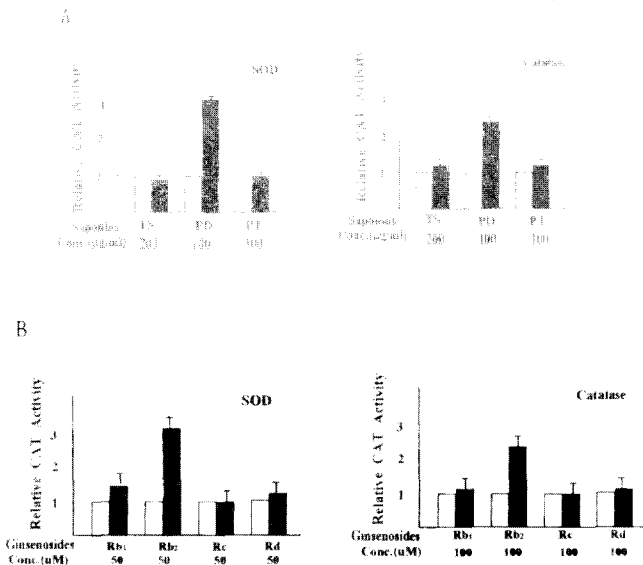 A
SOD
Relative CAT Activity
TS PD PT
200
Catalase
Relative CAT Activity
Saponins TS PD PT
200 100 100
B
SOD
Relative CAT Activity
3
2
1
Ginsenosides Rb₁ Rb₂ Rc Rd
Conc.(uM) 50 50 50 50
Catalase
Relative CAT Activity
3
2
1
Ginsenosides Rb₁ Rb₂ Rc Rd
Conc.(uM) 100 100 100 100